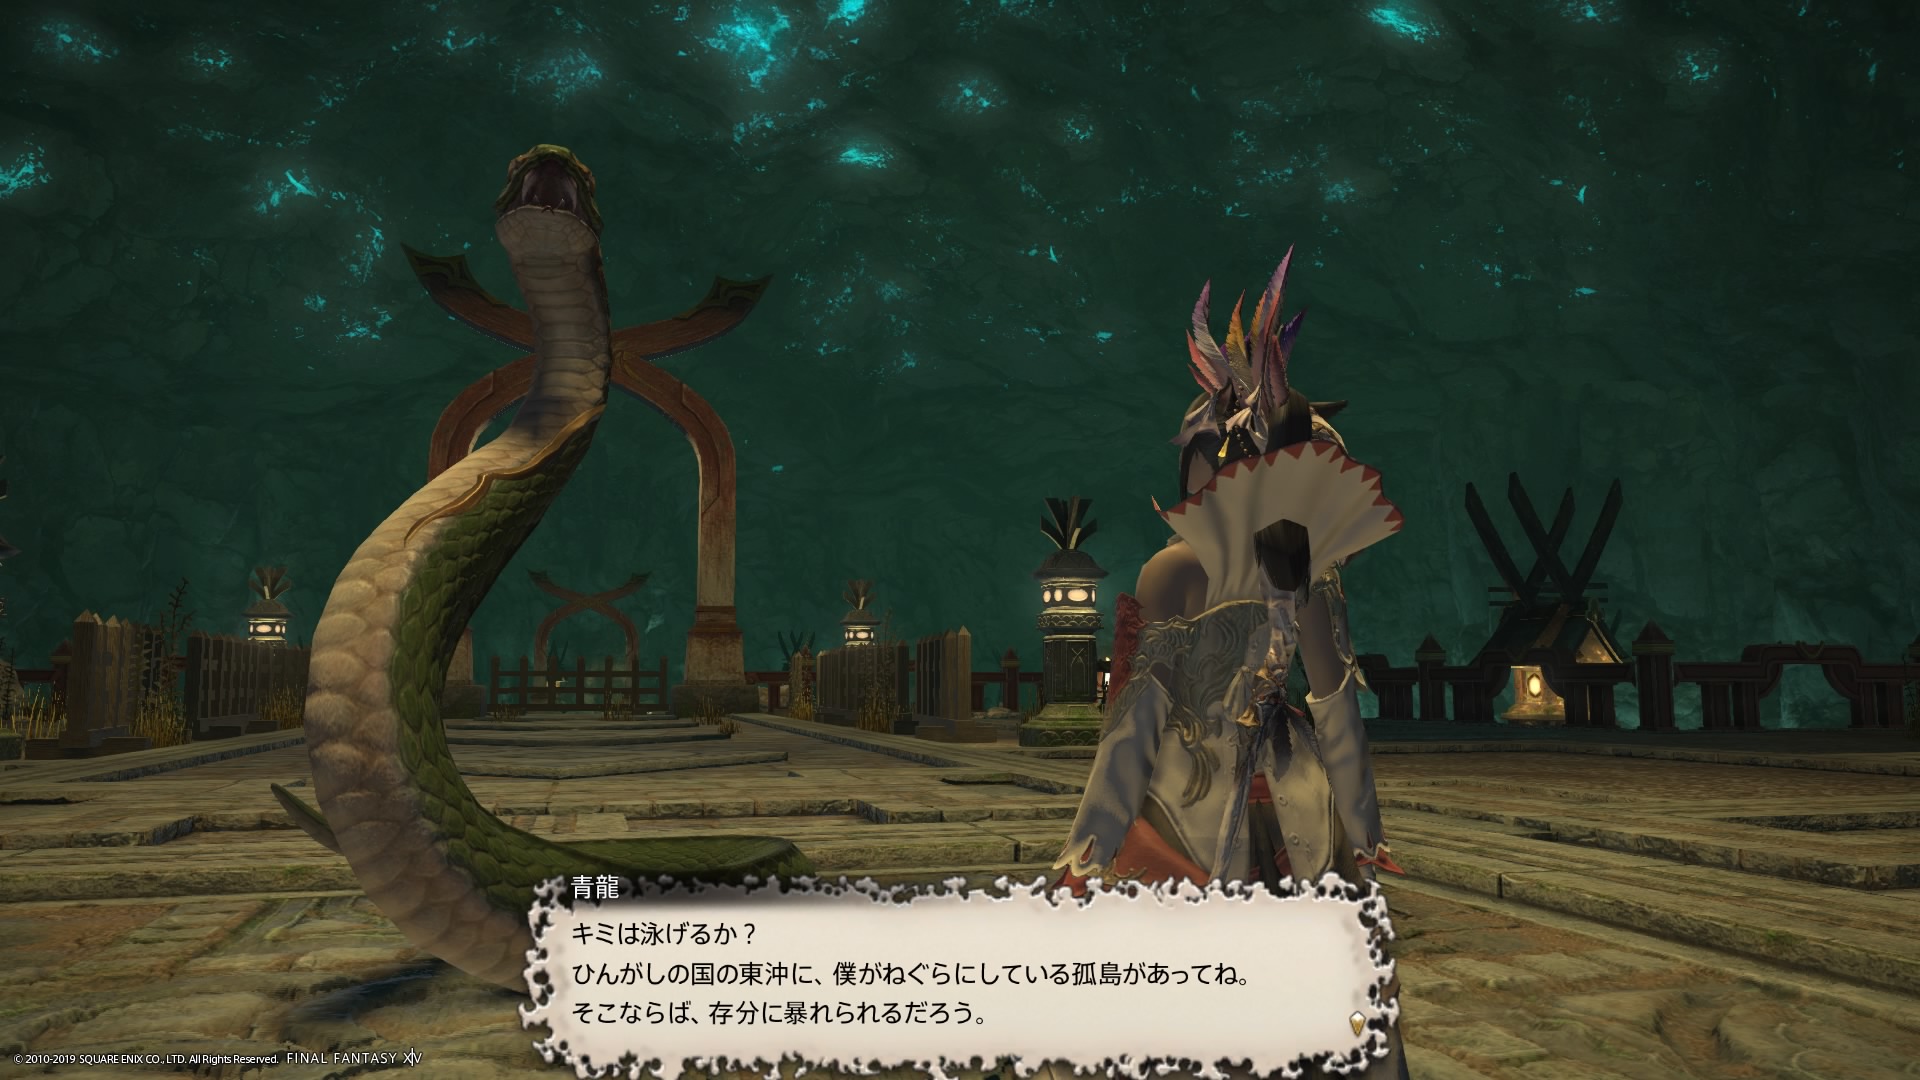 青龍
キミは泳げるか？
ひんがしの国の東沖に、僕がねぐらにしている孤島があってね。
そこならば、存分に暴れられるだろう。
© 2010-2019 SQUARE ENIX CO., LTD. All Rights Reserved. FINAL FANTASY XIV